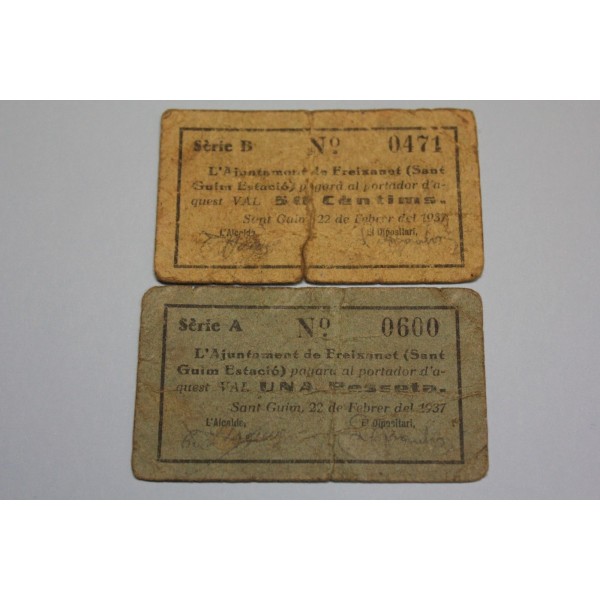 Sèrie B Nº 0471
L'Ajuntament de Freixanet (Sant
Guim Estació) pagarà al portador d'a-
quest VAL 50 Cèntims.
Sant Guim, 22 de Febrer del 1937
L'Alcalde, el Dipositari,
Sèrie A Nº 0600
L'Ajuntament de Freixanet (Sant
Guim Estació) pagarà al portador d'a-
quest VAL UNA Pesseta.
Sant Guim, 22 de Febrer del 1937
L'Alcalde, el Dipositari,